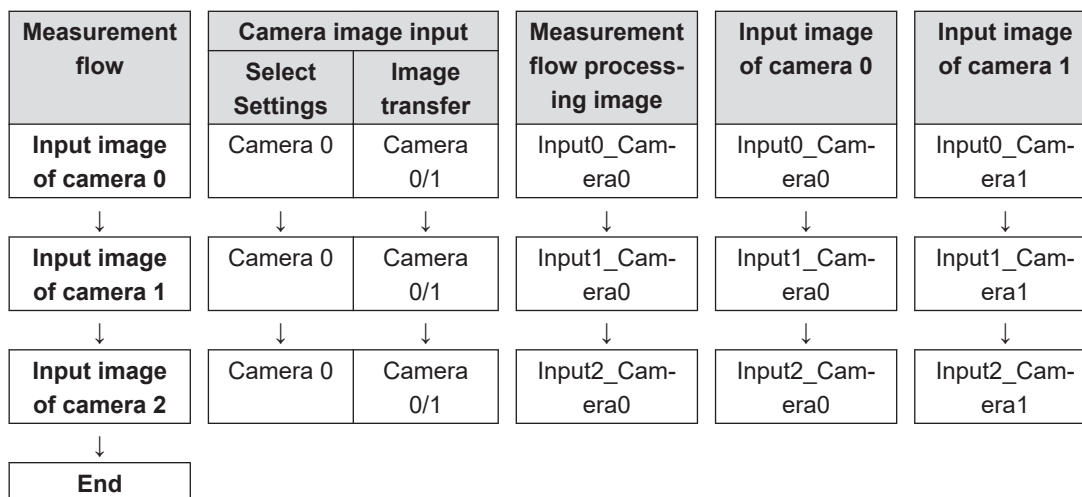 Measurement flow
Camera image input
Select Settings
Image transfer
Measurement flow process-
ing image
Input image of camera 0
Input image of camera 1
Input image of camera 0
Camera 0
Camera 0/1
Input0_Cam-
era0
Input0_Cam-
era0
Input0_Cam-
era1
↓ ↓ ↓ ↓ ↓ ↓
Input image of camera 1
Camera 0
Camera 0/1
Input1_Cam-
era0
Input1_Cam-
era0
Input1_Cam-
era1
↓ ↓ ↓ ↓ ↓ ↓
Input image of camera 2
Camera 0
Camera 0/1
Input2_Cam-
era0
Input2_Cam-
era0
Input2_Cam-
era1
↓
End